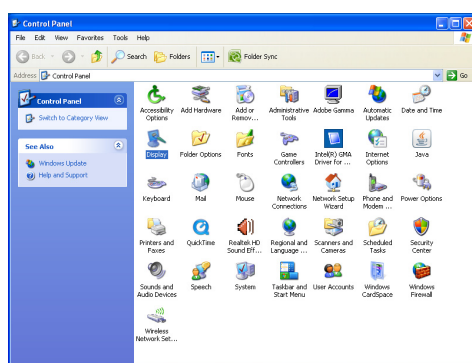 Control Panel
File Edit View Favorites Tools Help
Back Search Folders Folder Sync
Address Control Panel Go
Control Panel
Switch to Category View
See Also
Windows Update
Help and Support
Accessibility Options
Add Hardware
Add or Remov...
Administrative Tools
Adobe Gamma
Automatic Updates
Date and Time
Display
Folder Options
Fonts
Game Controllers
Intel(R) GMA Driver for ...
Internet Options
Java
Keyboard
Mail
Mouse
Network Connections
Network Setup Wizard
Phone and Modem ...
Power Options
Printers and Faxes
QuickTime
Realtek HD Sound Eff...
Regional and Language ...
Scanners and Cameras
Scheduled Tasks
Security Center
Sounds and Audio Devices
Speech
System
Taskbar and Start Menu
User Accounts
Windows CardSpace
Windows Firewall
Wireless Network Set...